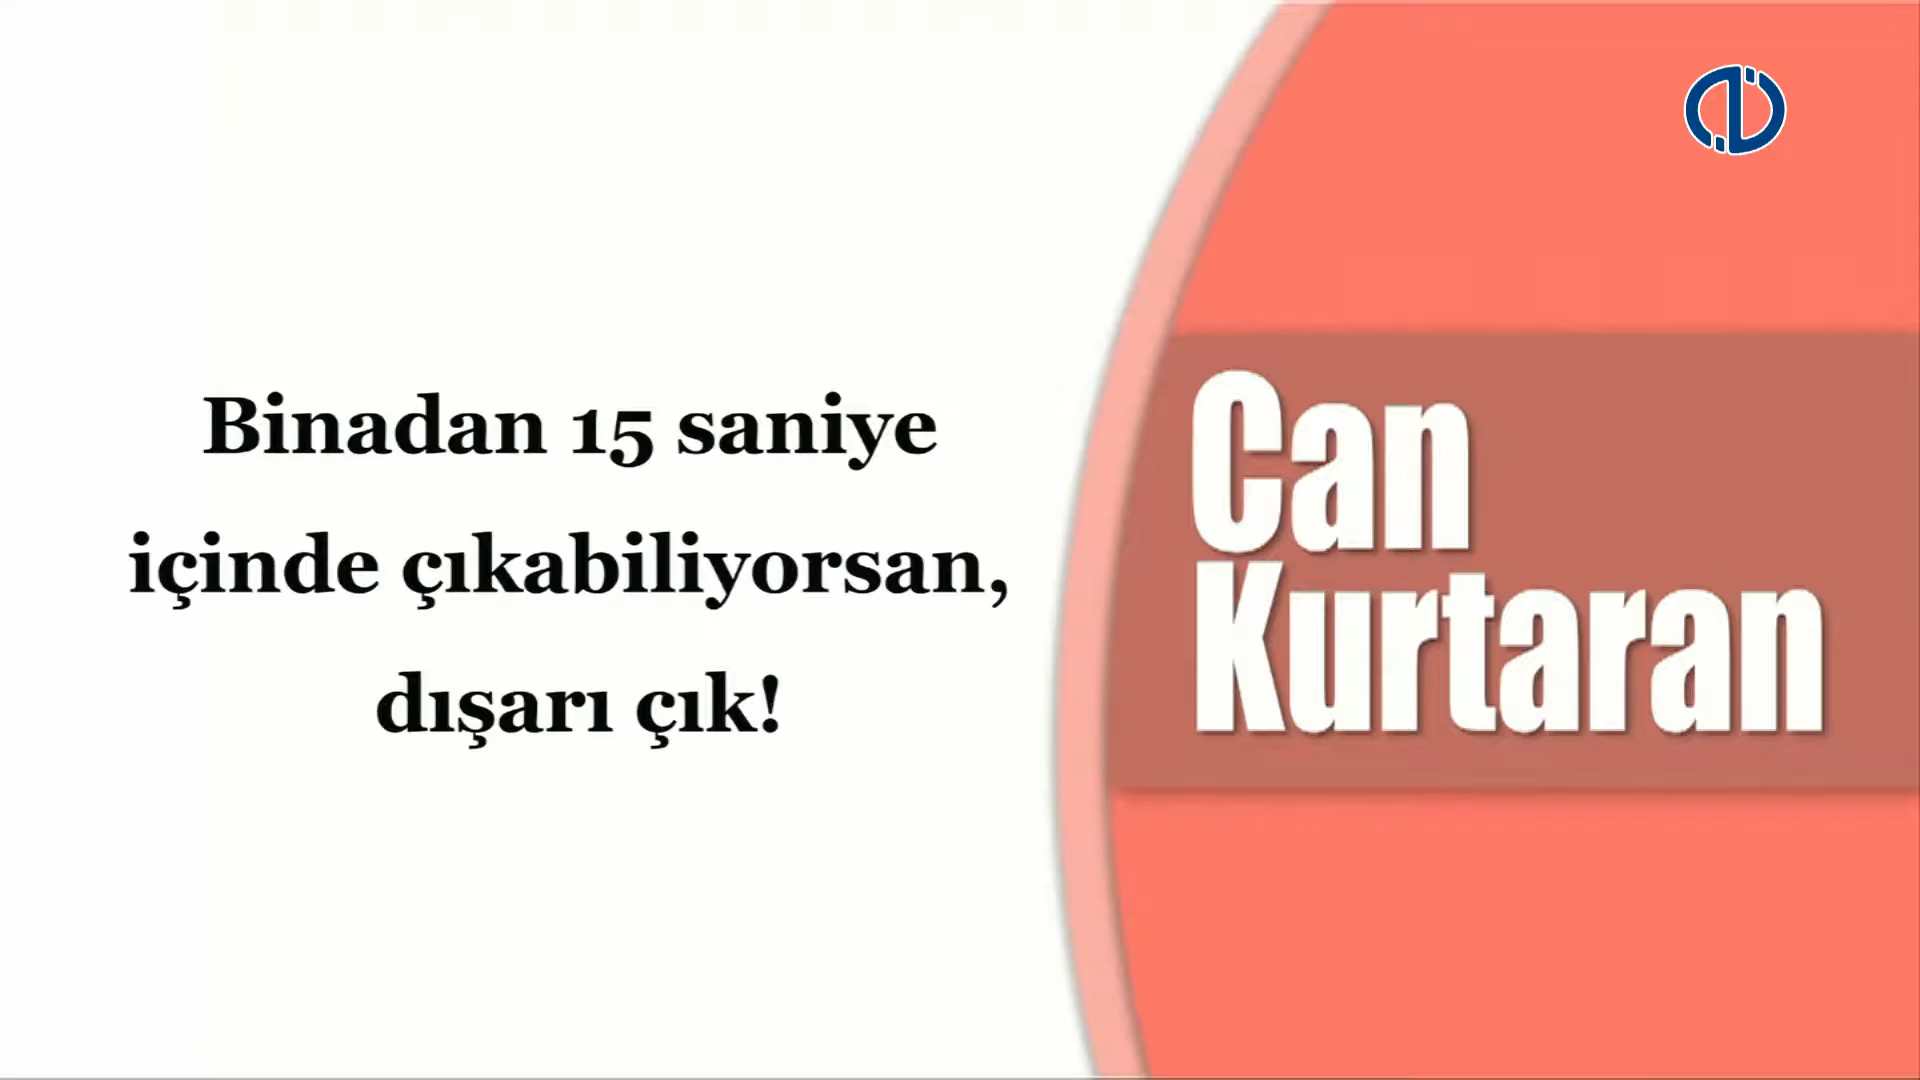 Binadan 15 saniye
içinde çıkabiliyorsan,
dışarı çık!
Can
Kurtaran